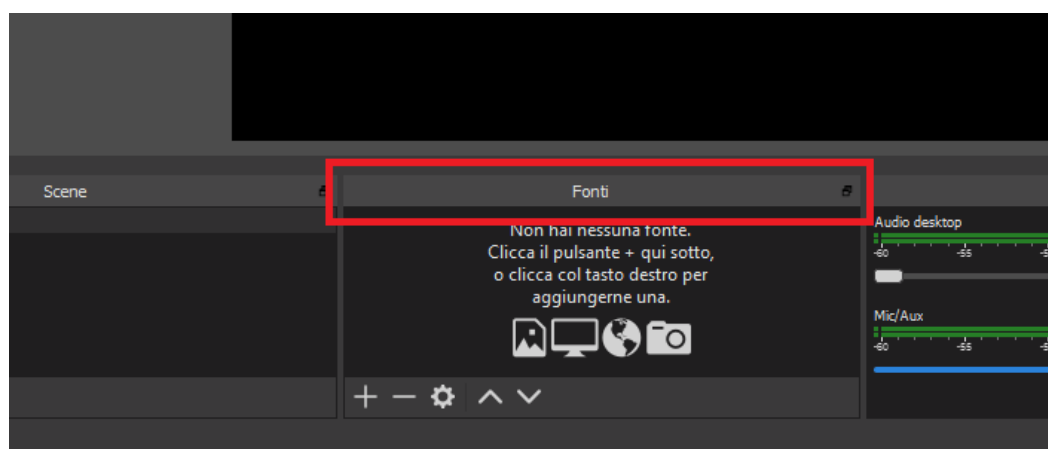 Scene
Fonti
Non hai nessuna fonte.
Clicca il pulsante + qui sotto,
o clicca col tasto destro per
aggiungerne una.
Audio desktop
-60 -55
Mic/Aux
-60 -55